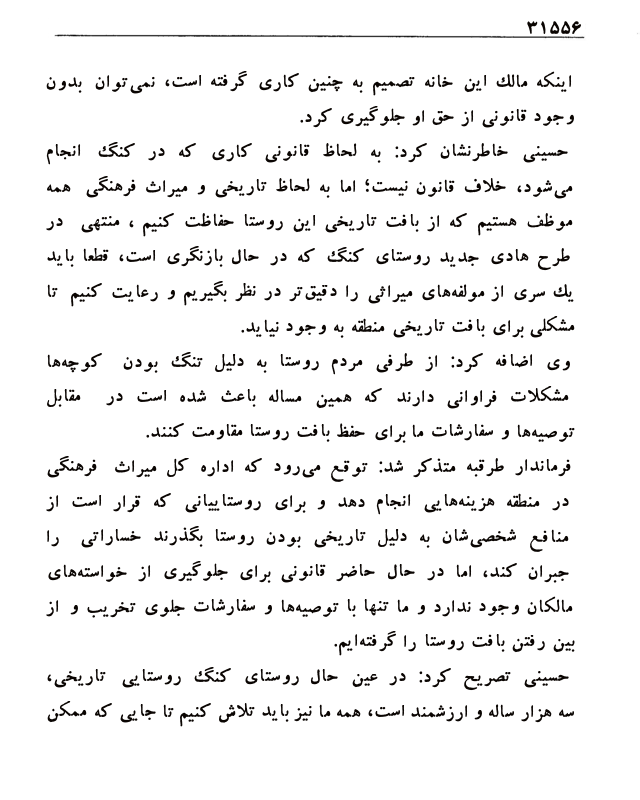 ۳۱۵۵۶
اینکه مالك این خانه تصمیم به چنین کاری گرفته است، نمی‌توان بدون
وجود قانونی از حق او جلوگیری کرد.
حسینی خاطرنشان کرد: به لحاظ قانونی کاری که در کنگ انجام
می‌شود، خلاف قانون نیست؛ اما به لحاظ تاریخی و میراث فرهنگی همه
موظف هستیم که از بافت تاریخی این روستا حفاظت کنیم ، منتهی در
طرح هادی جدید روستای کنگ که در حال بازنگری است، قطعا باید
یك سری از مولفه‌های میراثی را دقیق‌تر در نظر بگیریم و رعایت کنیم تا
مشکلی برای بافت تاریخی منطقه به وجود نیاید.
وی اضافه کرد: از طرفی مردم روستا به دلیل تنگ بودن کوچه‌ها
مشکلات فراوانی دارند که همین مساله باعث شده است در مقابل
توصیه‌ها و سفارشات ما برای حفظ بافت روستا مقاومت کنند.
فرماندار طرقبه متذکر شد: توقع می‌رود که اداره کل میراث فرهنگی
در منطقه هزینه‌هایی انجام دهد و برای روستاییانی که قرار است از
منافع شخصی‌شان به دلیل تاریخی بودن روستا بگذرند خساراتی را
جبران کند، اما در حال حاضر قانونی برای جلوگیری از خواسته‌های
مالکان وجود ندارد و ما تنها با توصیه‌ها و سفارشات جلوی تخریب و از
بین رفتن بافت روستا را گرفته‌ایم.
حسینی تصریح کرد: در عین حال روستای کنگ روستایی تاریخی،
سه هزار ساله و ارزشمند است، همه ما نیز باید تلاش کنیم تا جایی که ممکن